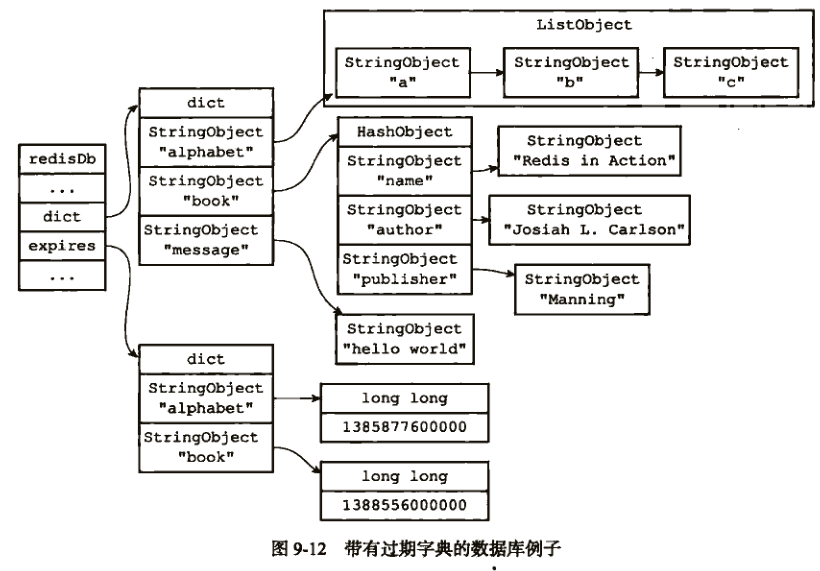 ListObject
StringObject
"a"
StringObject
"b"
StringObject
"c"
dict
StringObject
"alphabet"
StringObject
"book"
StringObject
"message"
HashObject
StringObject
"name"
StringObject
"author"
StringObject
"publisher"
StringObject
"Redis in Action"
StringObject
"Josiah L. Carlson"
StringObject
"Manning"
StringObject
"hello world"
redisDb
...
dict
expires
...
dict
StringObject
"alphabet"
StringObject
"book"
long long
1385877600000
long long
1388556000000
图 9-12 带有过期字典的数据库例子